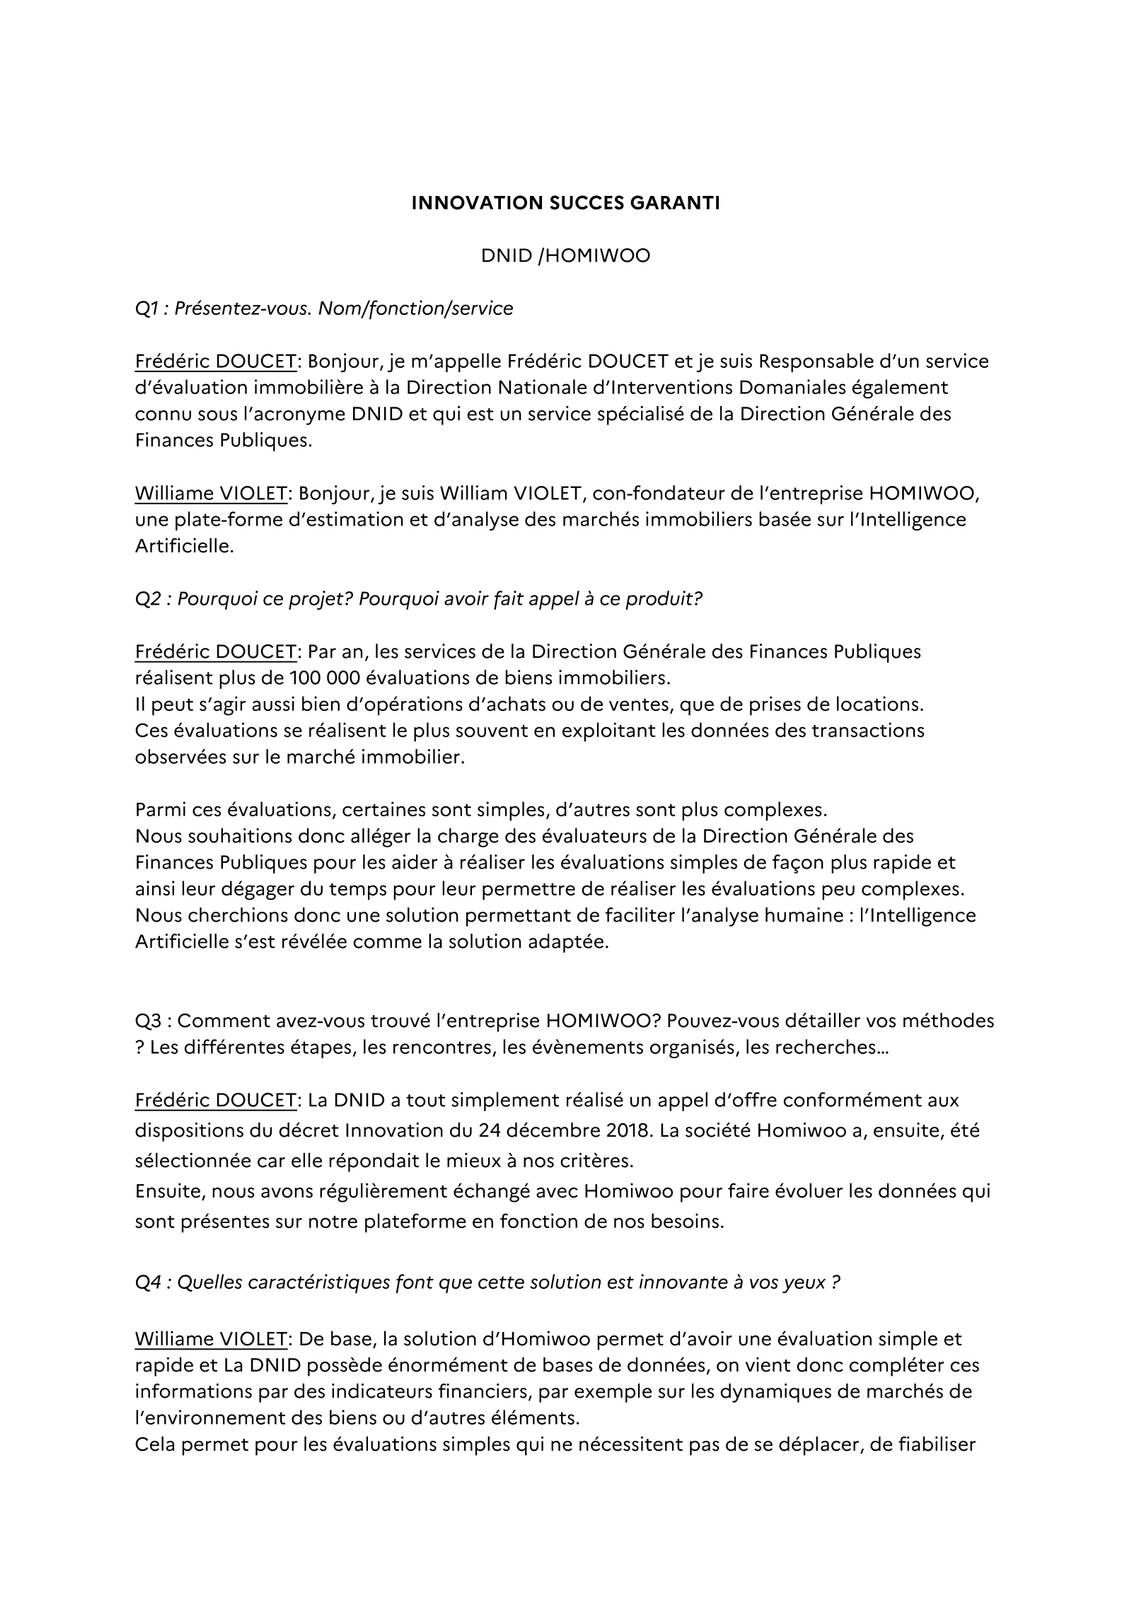 INNOVATION SUCCES GARANTI
DNID /HOMIWOO
Q1 : Présentez-vous. Nom/fonction/service
Frédéric DOUCET: Bonjour, je m’appelle Frédéric DOUCET et je suis Responsable d’un service
d’évaluation immobilière à la Direction Nationale d’Interventions Domaniales également
connu sous l’acronyme DNID et qui est un service spécialisé de la Direction Générale des
Finances Publiques.
Williame VIOLET: Bonjour, je suis William VIOLET, con-fondateur de l’entreprise HOMIWOO,
une plate-forme d’estimation et d’analyse des marchés immobiliers basée sur l’Intelligence
Artificielle.
Q2 : Pourquoi ce projet? Pourquoi avoir fait appel à ce produit?
Frédéric DOUCET: Par an, les services de la Direction Générale des Finances Publiques
réalisent plus de 100 000 évaluations de biens immobiliers.
Il peut s’agir aussi bien d’opérations d’achats ou de ventes, que de prises de locations.
Ces évaluations se réalisent le plus souvent en exploitant les données des transactions
observées sur le marché immobilier.
Parmi ces évaluations, certaines sont simples, d’autres sont plus complexes.
Nous souhaitions donc alléger la charge des évaluateurs de la Direction Générale des
Finances Publiques pour les aider à réaliser les évaluations simples de façon plus rapide et
ainsi leur dégager du temps pour leur permettre de réaliser les évaluations peu complexes.
Nous cherchions donc une solution permettant de faciliter l’analyse humaine : l’Intelligence
Artificielle s’est révélée comme la solution adaptée.
Q3 : Comment avez-vous trouvé l’entreprise HOMIWOO? Pouvez-vous détailler vos méthodes
? Les différentes étapes, les rencontres, les évènements organisés, les recherches…
Frédéric DOUCET: La DNID a tout simplement réalisé un appel d’offre conformément aux
dispositions du décret Innovation du 24 décembre 2018. La société Homiwoo a, ensuite, été
sélectionnée car elle répondait le mieux à nos critères.
Ensuite, nous avons régulièrement échangé avec Homiwoo pour faire évoluer les données qui
sont présentes sur notre plateforme en fonction de nos besoins.
Q4 : Quelles caractéristiques font que cette solution est innovante à vos yeux ?
Williame VIOLET: De base, la solution d’Homiwoo permet d’avoir une évaluation simple et
rapide et La DNID possède énormément de bases de données, on vient donc compléter ces
informations par des indicateurs financiers, par exemple sur les dynamiques de marchés de
l’environnement des biens ou d’autres éléments.
Cela permet pour les évaluations simples qui ne nécessitent pas de se déplacer, de fiabiliser